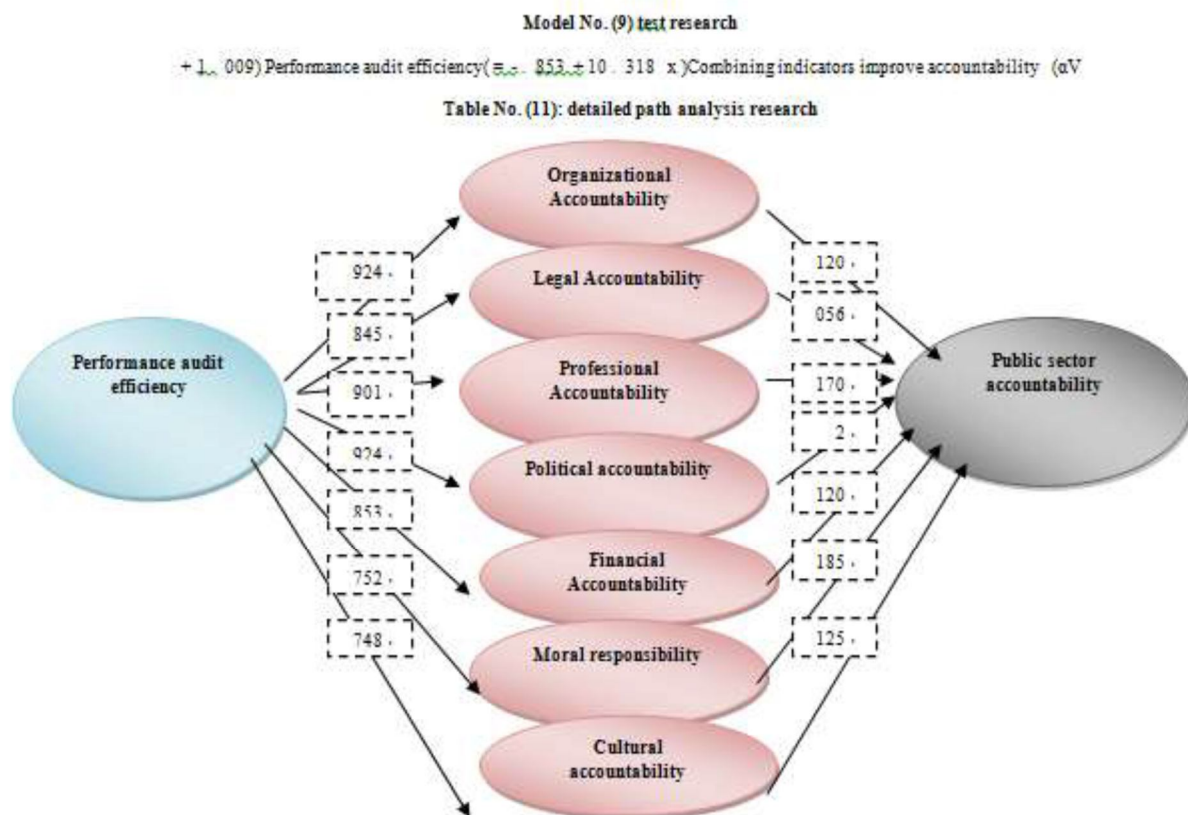 Model No. (9) test research
+ 1. 009) Performance audit efficiency( = - . 853 + 10 . 318 x )Combining indicators improve accountability (αV
Table No. (11): detailed path analysis research
Organizational
Accountability
924 .
120 .
Legal Accountability
845 .
056 .
Performance audit
efficiency
Professional
Accountability
901 .
170 .
Public sector
accountability
2 .
Political accountability
924 .
120 .
853 .
Financial
Accountability
752 .
185 .
Moral responsibility
748 .
125 .
Cultural
accountability